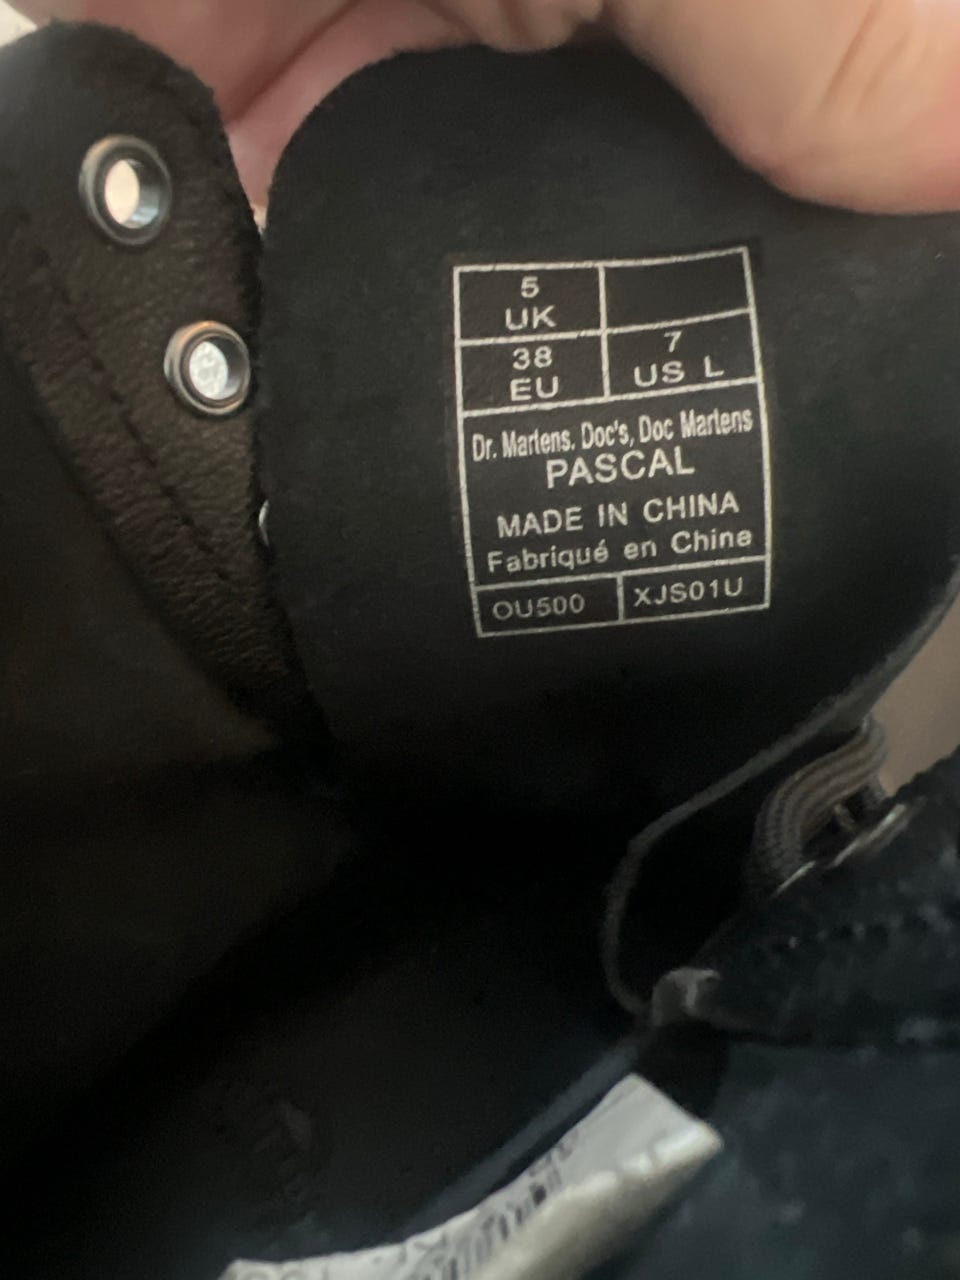 5
UK
38
EU
7
US L
Dr. Martens. Doc's, Doc Martens
PASCAL
MADE IN CHINA
Fabriqué en Chine
OU500
XJS01U